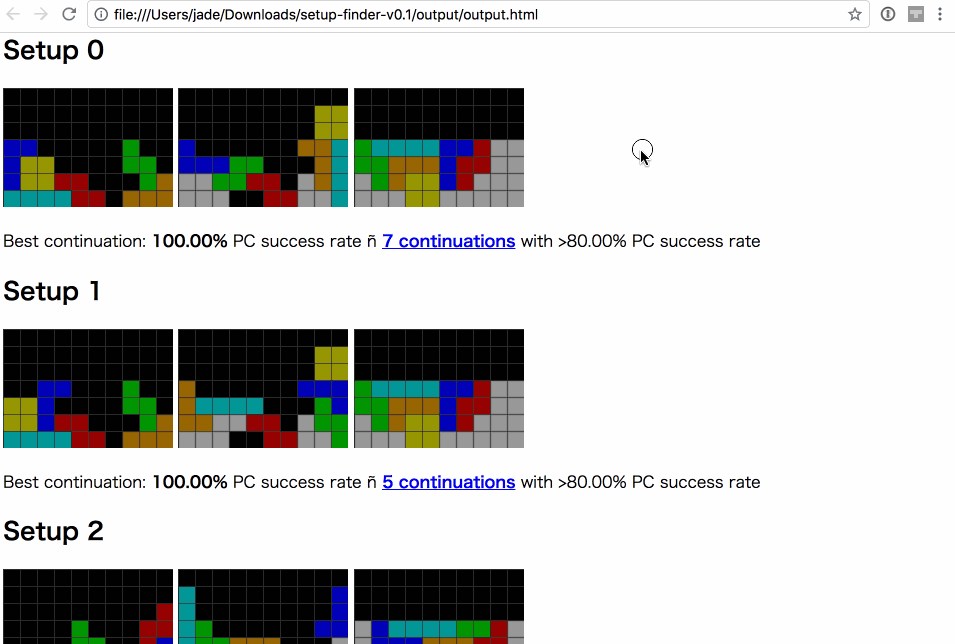 file:///Users/jade/Downloads/setup-finder-v0.1/output/output.html
Setup 0
Best continuation: 100.00% PC success rate ñ 7 continuations with >80.00% PC success rate
Setup 1
Best continuation: 100.00% PC success rate ñ 5 continuations with >80.00% PC success rate
Setup 2